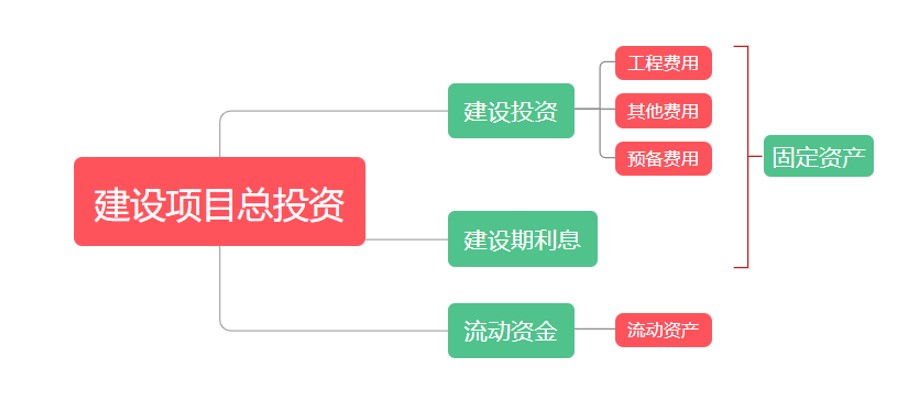 建设项目总投资
建设投资
工程费用
其他费用
预备费用
建设期利息
固定资产
流动资金
流动资产